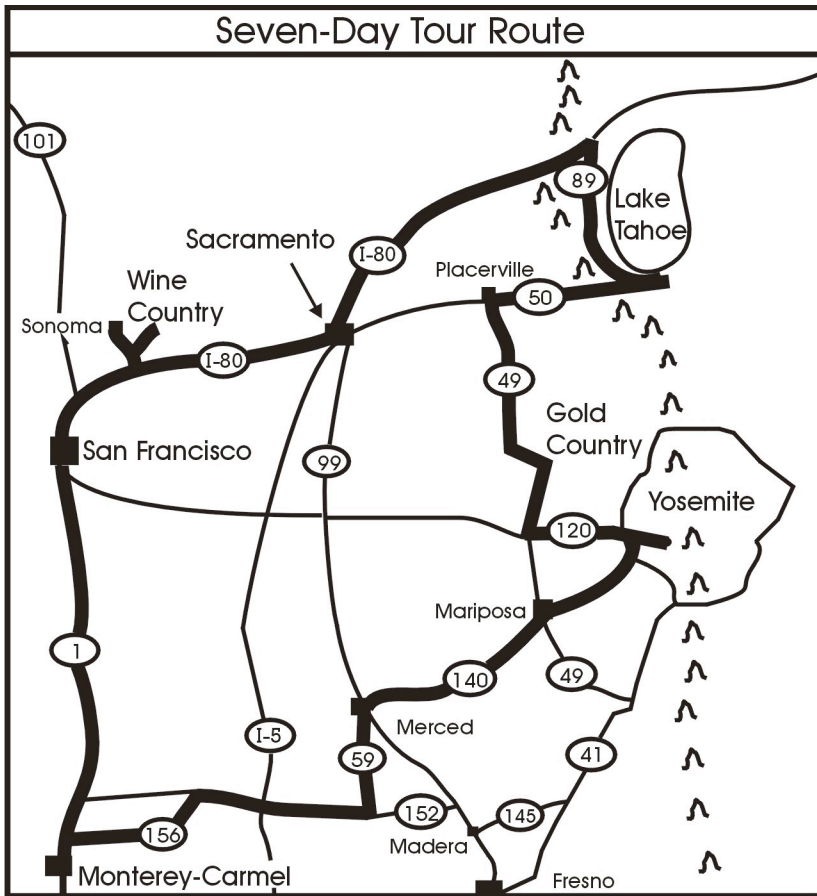 Seven-Day Tour Route
101
89
Lake
Tahoe
Sacramento
I-80
Placerville
Wine
Country
50
Sonoma
I-80
49
Gold
Country
San Francisco
99
Yosemite
120
Mariposa
1
140
49
Merced
I-5
59
41
152
145
156
Madera
Monterey-Carmel
Fresno